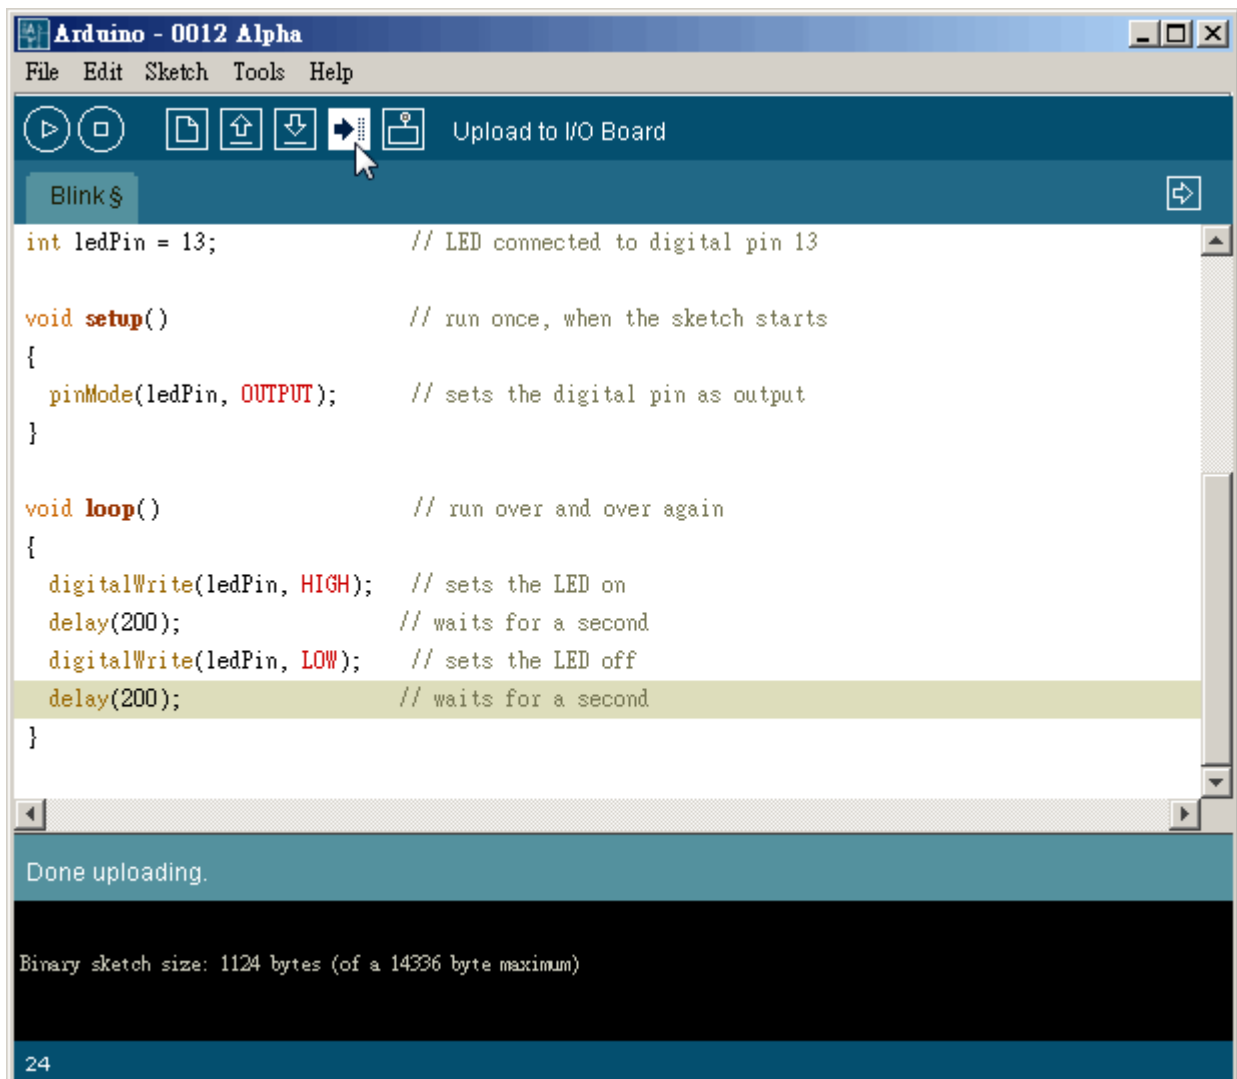 Arduino - 0012 Alpha
File Edit Sketch Tools Help
Upload to I/O Board
Blink §
int ledPin = 13; // LED connected to digital pin 13
void setup() // run once, when the sketch starts
{
pinMode(ledPin, OUTPUT); // sets the digital pin as output
}
void loop() // run over and over again
{
digitalWrite(ledPin, HIGH); // sets the LED on
delay(200); // waits for a second
digitalWrite(ledPin, LOW); // sets the LED off
delay(200); // waits for a second
}
Done uploading.
Binary sketch size: 1124 bytes (of a 14336 byte maximum)
24